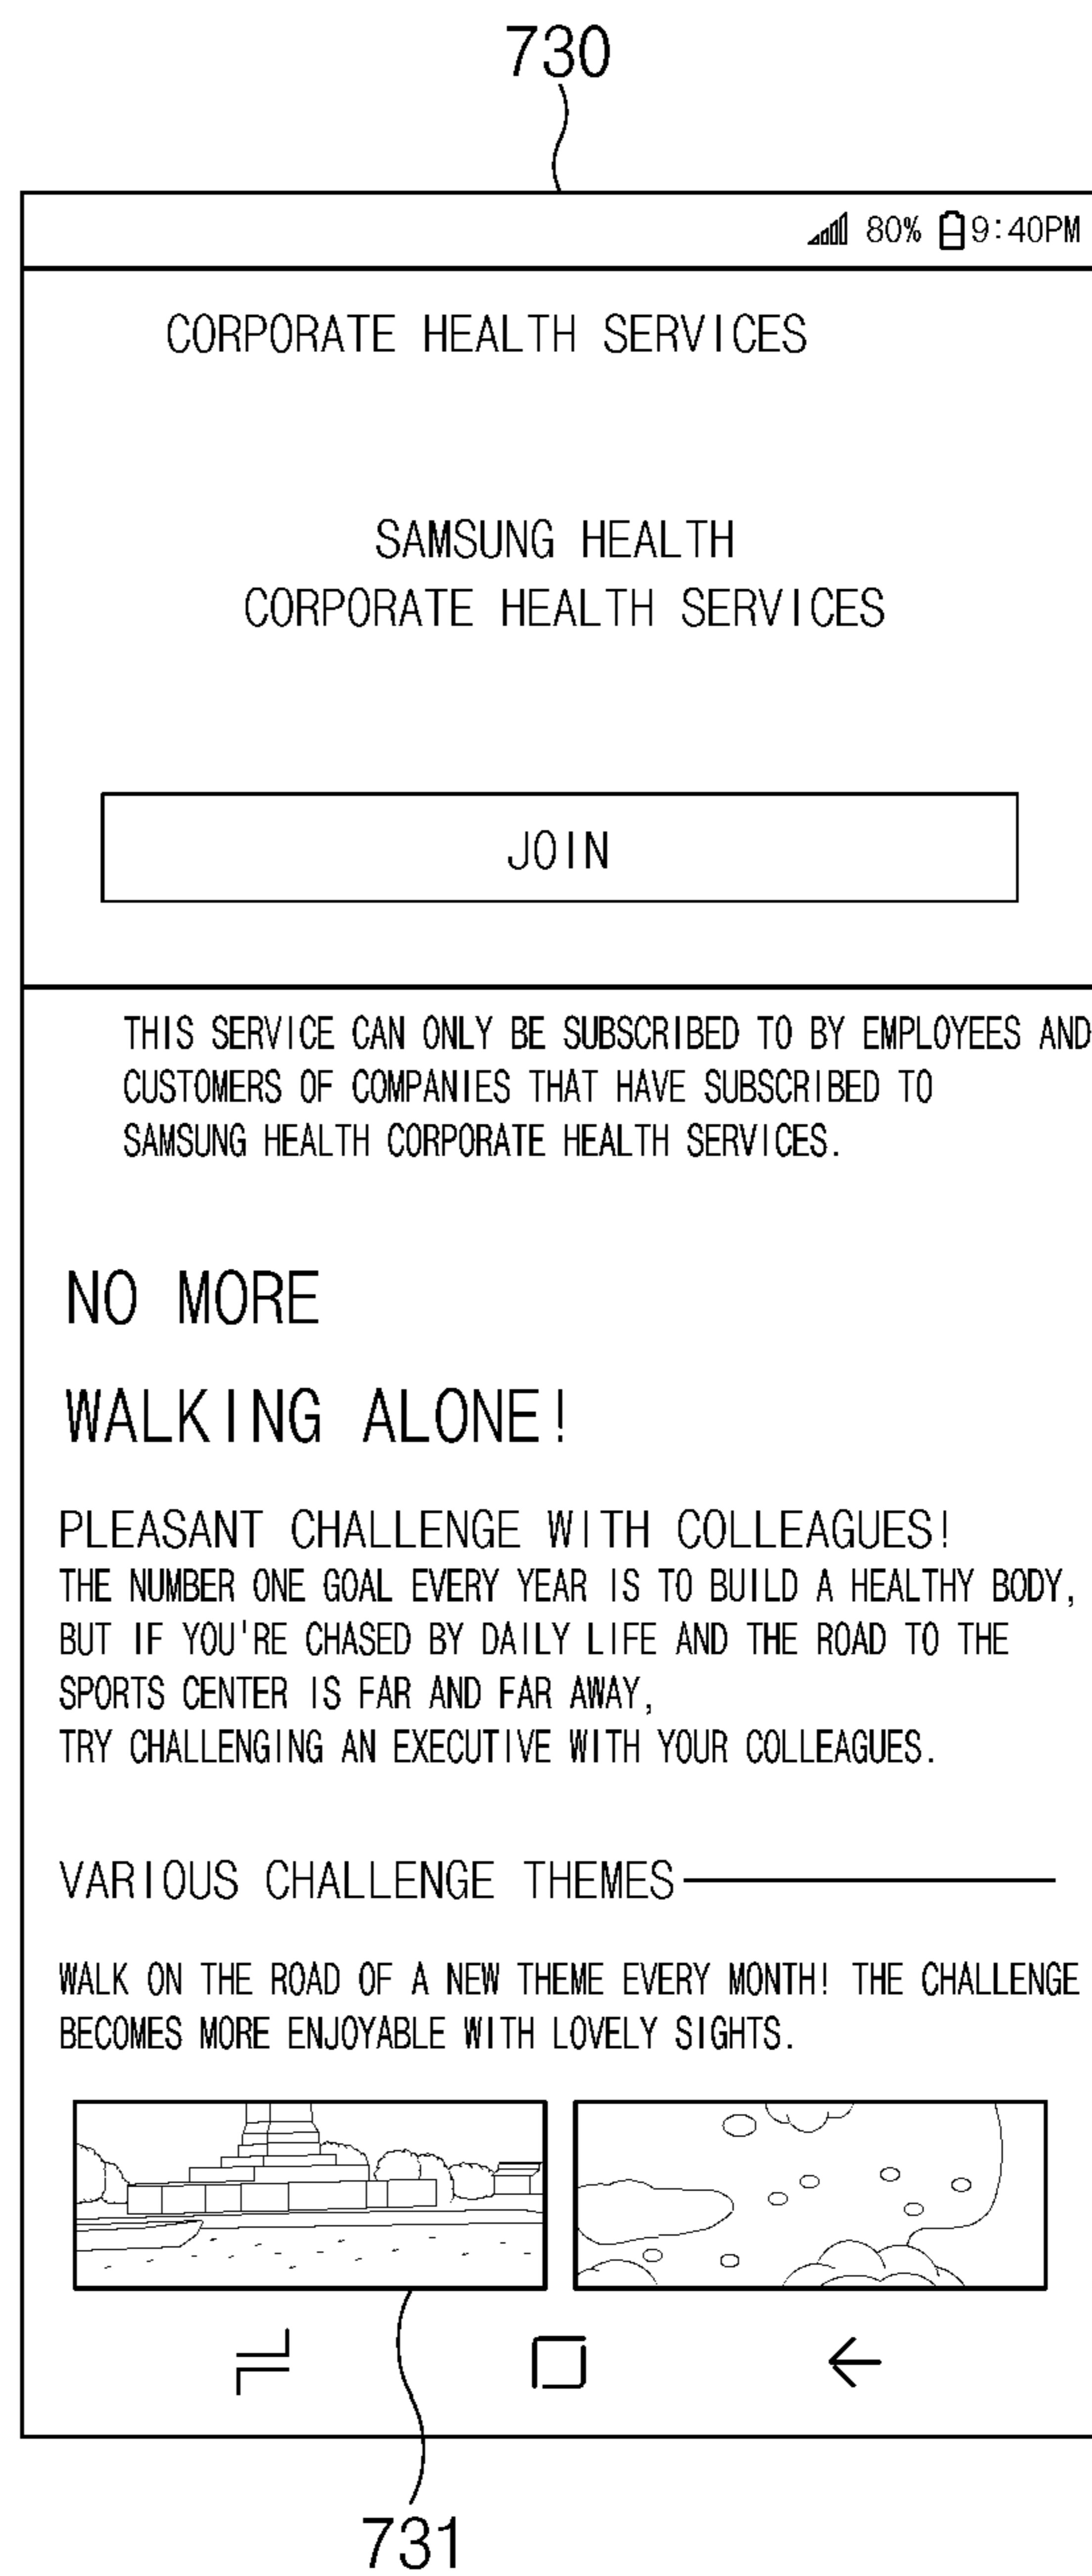 730
80% 9:40PM
CORPORATE HEALTH SERVICES
SAMSUNG HEALTH
CORPORATE HEALTH SERVICES
JOIN
THIS SERVICE CAN ONLY BE SUBSCRIBED TO BY EMPLOYEES AND
CUSTOMERS OF COMPANIES THAT HAVE SUBSCRIBED TO
SAMSUNG HEALTH CORPORATE HEALTH SERVICES.
NO MORE
WALKING ALONE!
PLEASANT CHALLENGE WITH COLLEAGUES!
THE NUMBER ONE GOAL EVERY YEAR IS TO BUILD A HEALTHY BODY,
BUT IF YOU'RE CHASED BY DAILY LIFE AND THE ROAD TO THE
SPORTS CENTER IS FAR AND FAR AWAY,
TRY CHALLENGING AN EXECUTIVE WITH YOUR COLLEAGUES.
VARIOUS CHALLENGE THEMES
WALK ON THE ROAD OF A NEW THEME EVERY MONTH! THE CHALLENGE
BECOMES MORE ENJOYABLE WITH LOVELY SIGHTS.
731